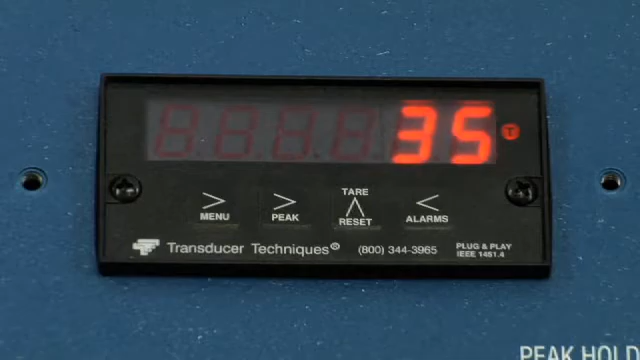 35 T
MENU
PEAK
TARE
RESET
ALARMS
Transducer Techniques®
(800) 344-3965
PLUG & PLAY
IEEE 1451.4
PEAK HOLD